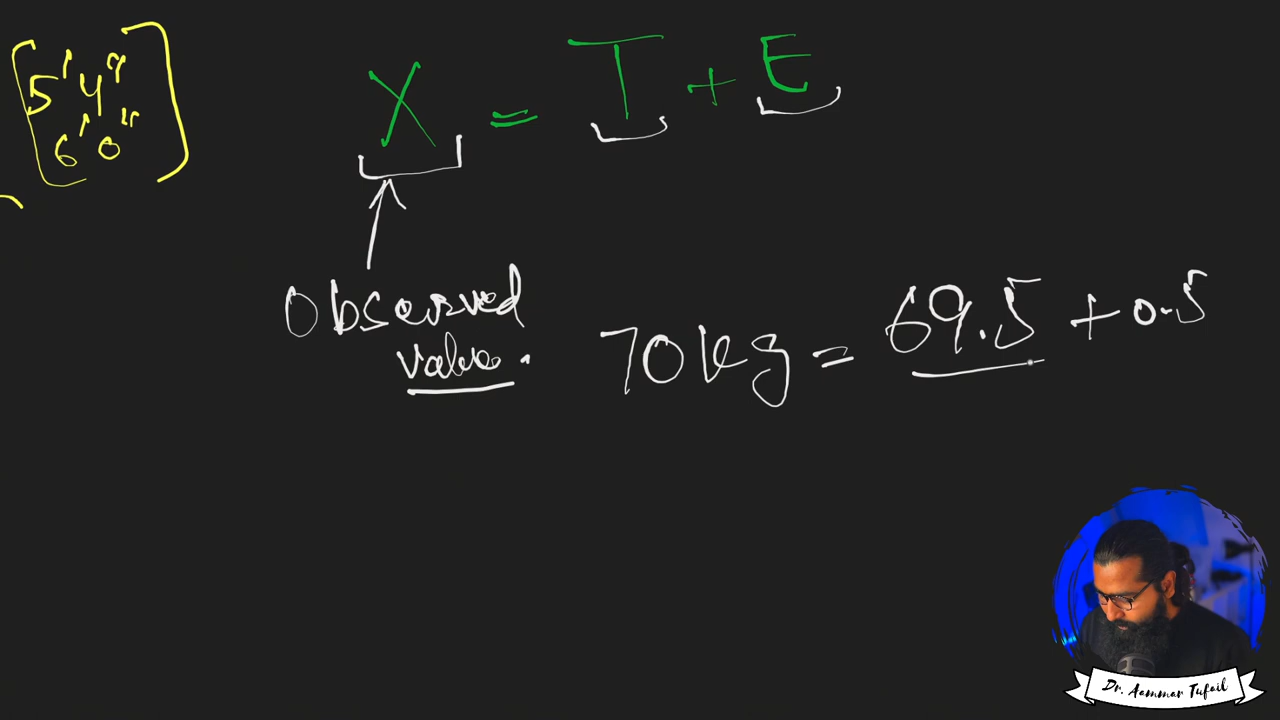 5'4"
6'0"
X = T + E
Observed
value.
70kg = 69.5 + 0.5
Dr. Aammar Tufail